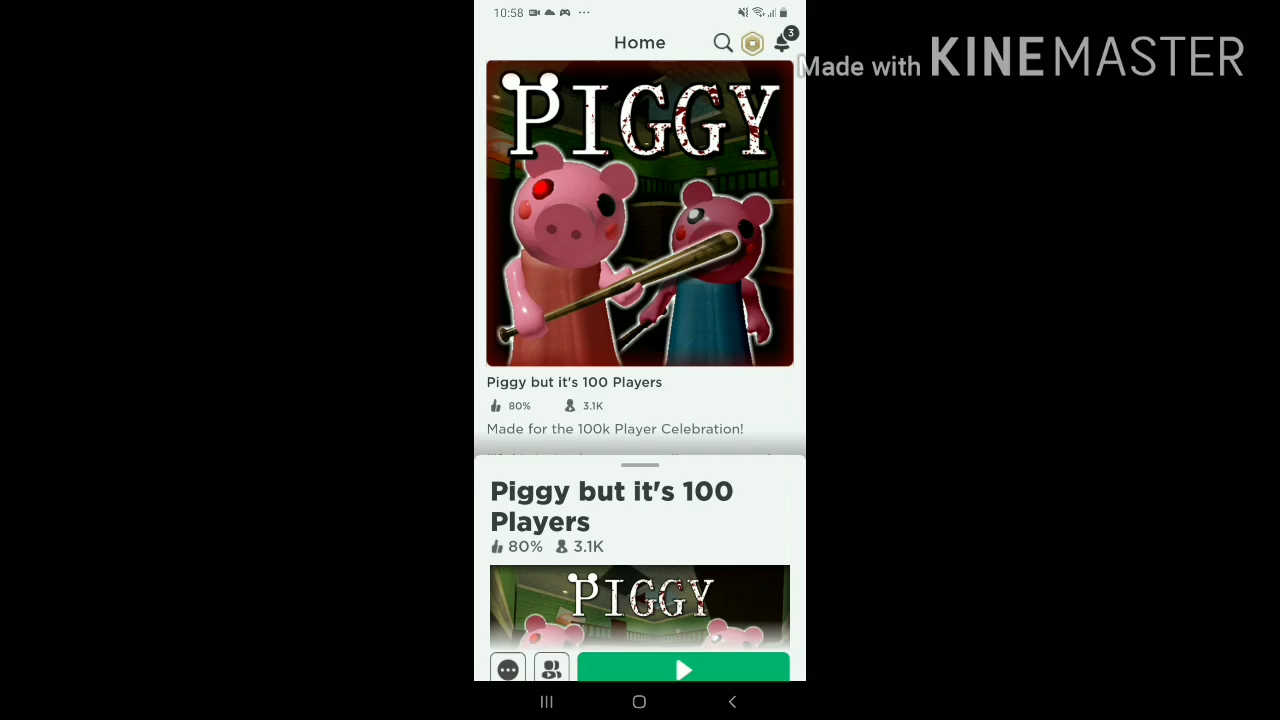 10:58
Home
3
Made with KINEMASTER
PIGGY
Piggy but it's 100 Players
80% 3.1K
Made for the 100k Player Celebration!
Piggy but it's 100
Players
80% 3.1K
PIGGY